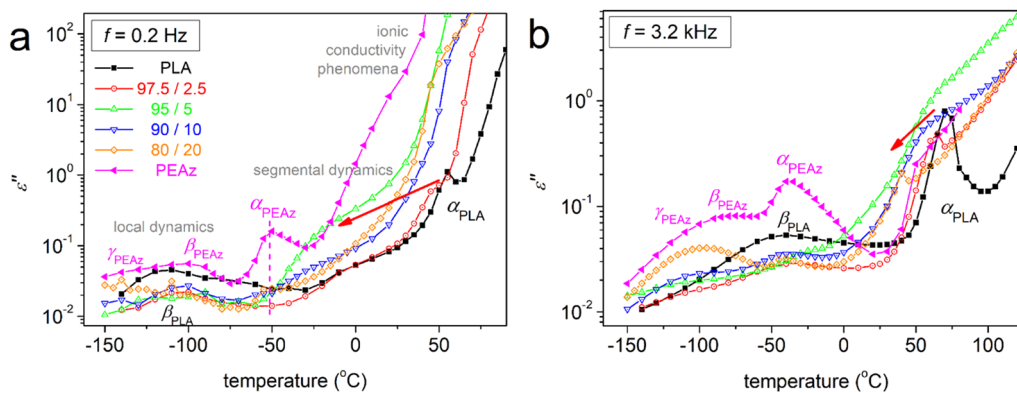 a
f = 0.2 Hz
PLA
97.5 / 2.5
95 / 5
90 / 10
80 / 20
PEAz
ionic
conductivity
phenomena
segmental dynamics
local dynamics
αPEAz
γPEAz
βPEAz
βPLA
αPLA
ε''
10²
10¹
10⁰
10⁻¹
10⁻²
-150 -100 -50 0 50
temperature (°C)
b
f = 3.2 kHz
αPEAz
βPEAz
γPEAz
βPLA
αPLA
ε''
10⁰
10⁻¹
10⁻²
-150 -100 -50 0 50 100
temperature (°C)